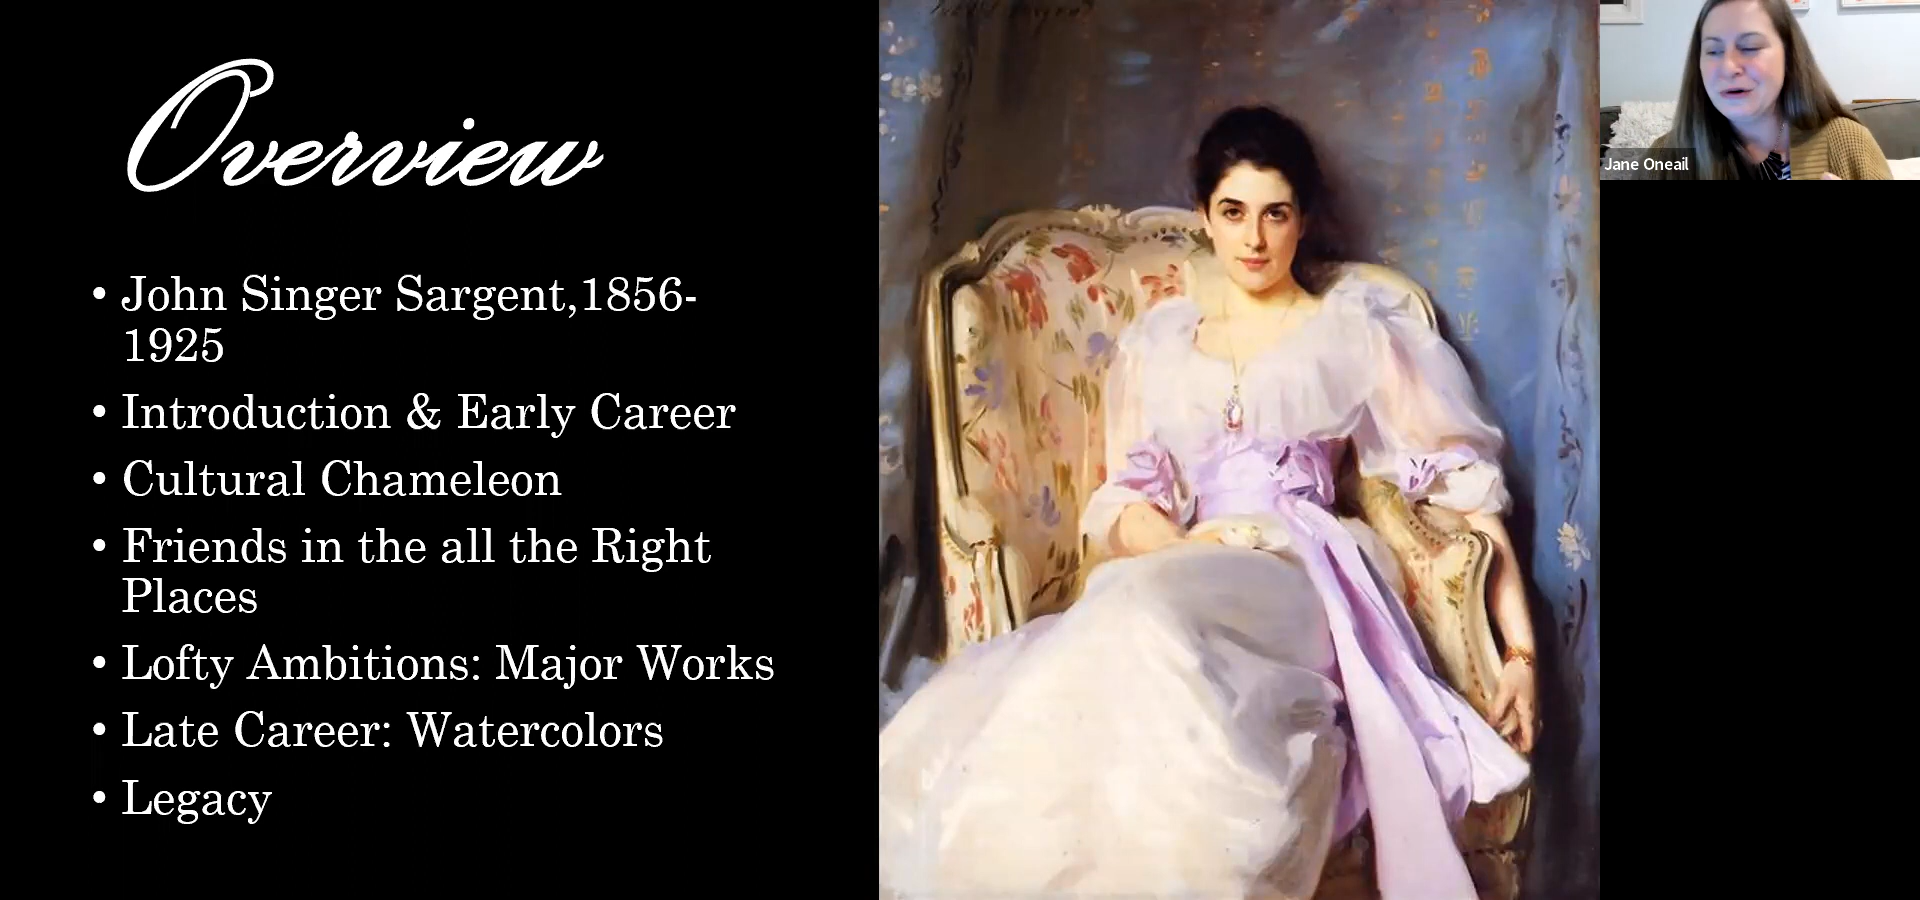 Overview
• John Singer Sargent,1856-
1925
• Introduction & Early Career
• Cultural Chameleon
• Friends in the all the Right
Places
• Lofty Ambitions: Major Works
• Late Career: Watercolors
• Legacy
Jane Oneail